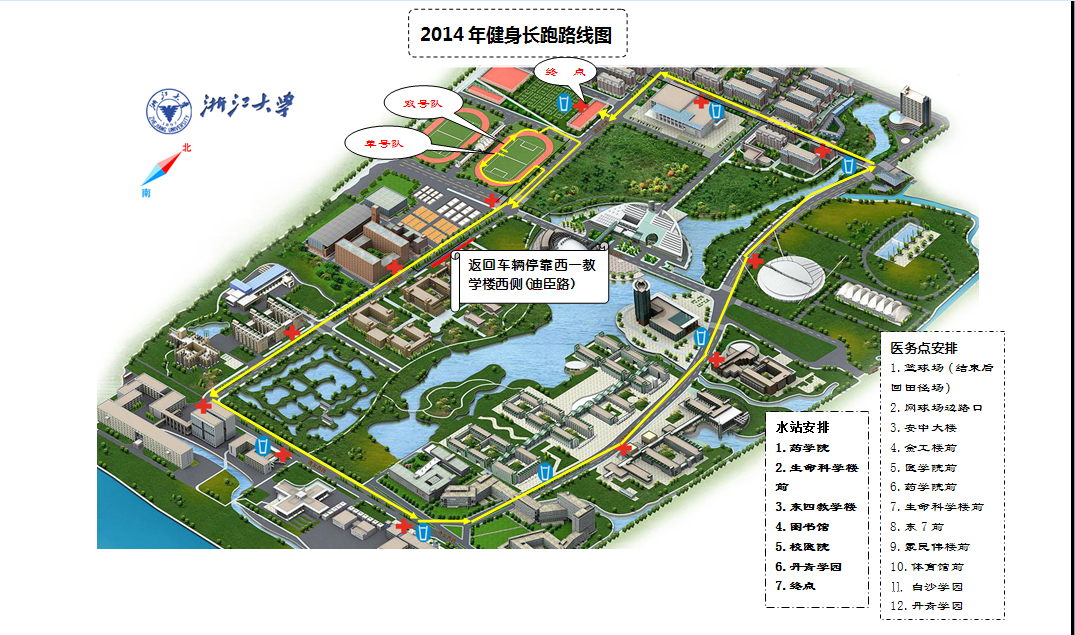 2014年健身长跑路线图
终 点
双号队
单号队
浙江大学
ZHEJIANG UNIVERSITY
北
南
返回车辆停靠西一教
学楼西侧(迪臣路)
医务点安排
1.篮球场（结束后
回田径场）
2.网球场边路口
3.安中大楼
4.金工楼前
5.医学院前
6.药学院前
7.生命科学楼前
8.东7前
9.蒙民伟楼前
10.体育馆前
11.白沙学园
12.丹青学园
水站安排
1.药学院
2.生命科学楼
前
3.东四教学楼
4.图书馆
5.校医院
6.丹青学园
7.终点